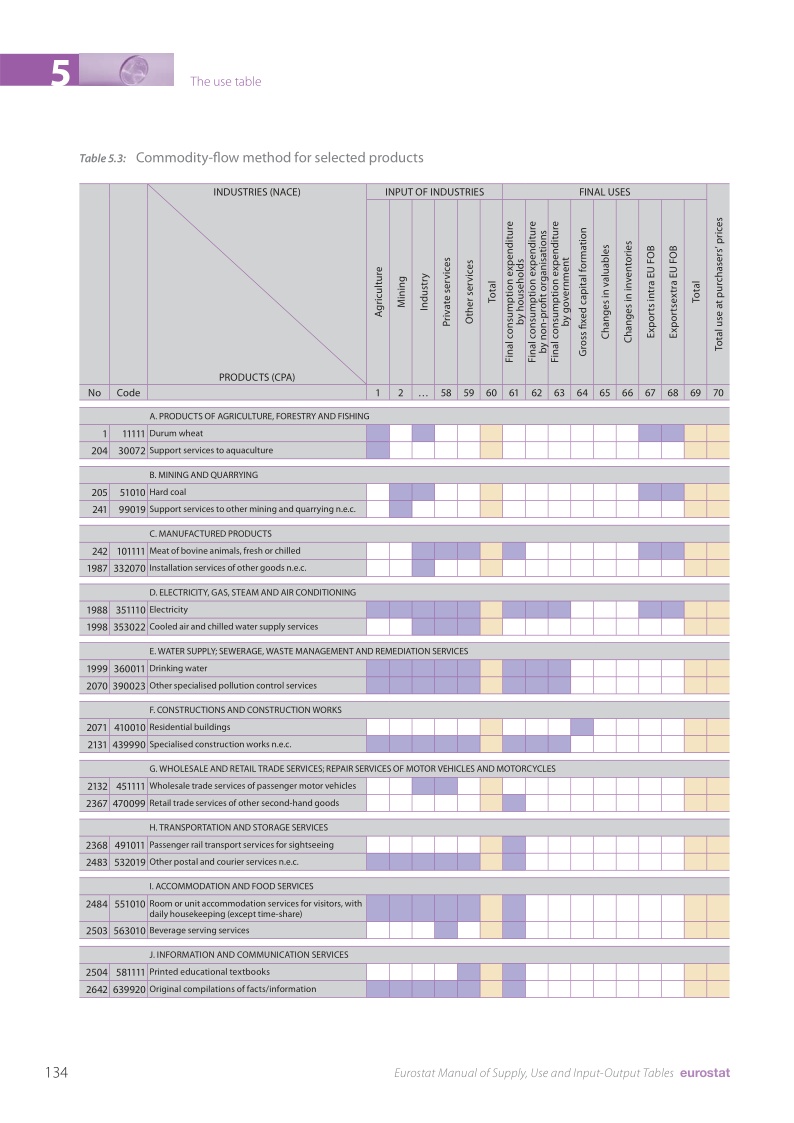 5
The use table
Table 5.3: Commodity-flow method for selected products
INDUSTRIES (NACE)
INPUT OF INDUSTRIES
FINAL USES
Agriculture
Mining
Industry
Private services
Other services
Total
Final consumption expenditure
by households
Final consumption expenditure
by non-profit organisations
Final consumption expenditure
by government
Gross fixed capital formation
Changes in valuables
Changes in inventories
Exports intra EU FOB
Exportsextra EU FOB
Total
Total use at purchasers' prices
PRODUCTS (CPA)
No Code 1 2 … 58 59 60 61 62 63 64 65 66 67 68 69 70
A. PRODUCTS OF AGRICULTURE, FORESTRY AND FISHING
1 11111 Durum wheat
204 30072 Support services to aquaculture
B. MINING AND QUARRYING
205 51010 Hard coal
241 99019 Support services to other mining and quarrying n.e.c.
C. MANUFACTURED PRODUCTS
242 101111 Meat of bovine animals, fresh or chilled
1987 332070 Installation services of other goods n.e.c.
D. ELECTRICITY, GAS, STEAM AND AIR CONDITIONING
1988 351110 Electricity
1998 353022 Cooled air and chilled water supply services
E. WATER SUPPLY; SEWERAGE, WASTE MANAGEMENT AND REMEDIATION SERVICES
1999 360011 Drinking water
2070 390023 Other specialised pollution control services
F. CONSTRUCTIONS AND CONSTRUCTION WORKS
2071 410010 Residential buildings
2131 439990 Specialised construction works n.e.c.
G. WHOLESALE AND RETAIL TRADE SERVICES; REPAIR SERVICES OF MOTOR VEHICLES AND MOTORCYCLES
2132 451111 Wholesale trade services of passenger motor vehicles
2367 470099 Retail trade services of other second-hand goods
H. TRANSPORTATION AND STORAGE SERVICES
2368 491011 Passenger rail transport services for sightseeing
2483 532019 Other postal and courier services n.e.c.
I. ACCOMMODATION AND FOOD SERVICES
2484 551010 Room or unit accommodation services for visitors, with
daily housekeeping (except time-share)
2503 563010 Beverage serving services
J. INFORMATION AND COMMUNICATION SERVICES
2504 581111 Printed educational textbooks
2642 639920 Original compilations of facts/information
134
Eurostat Manual of Supply, Use and Input-Output Tables eurostat